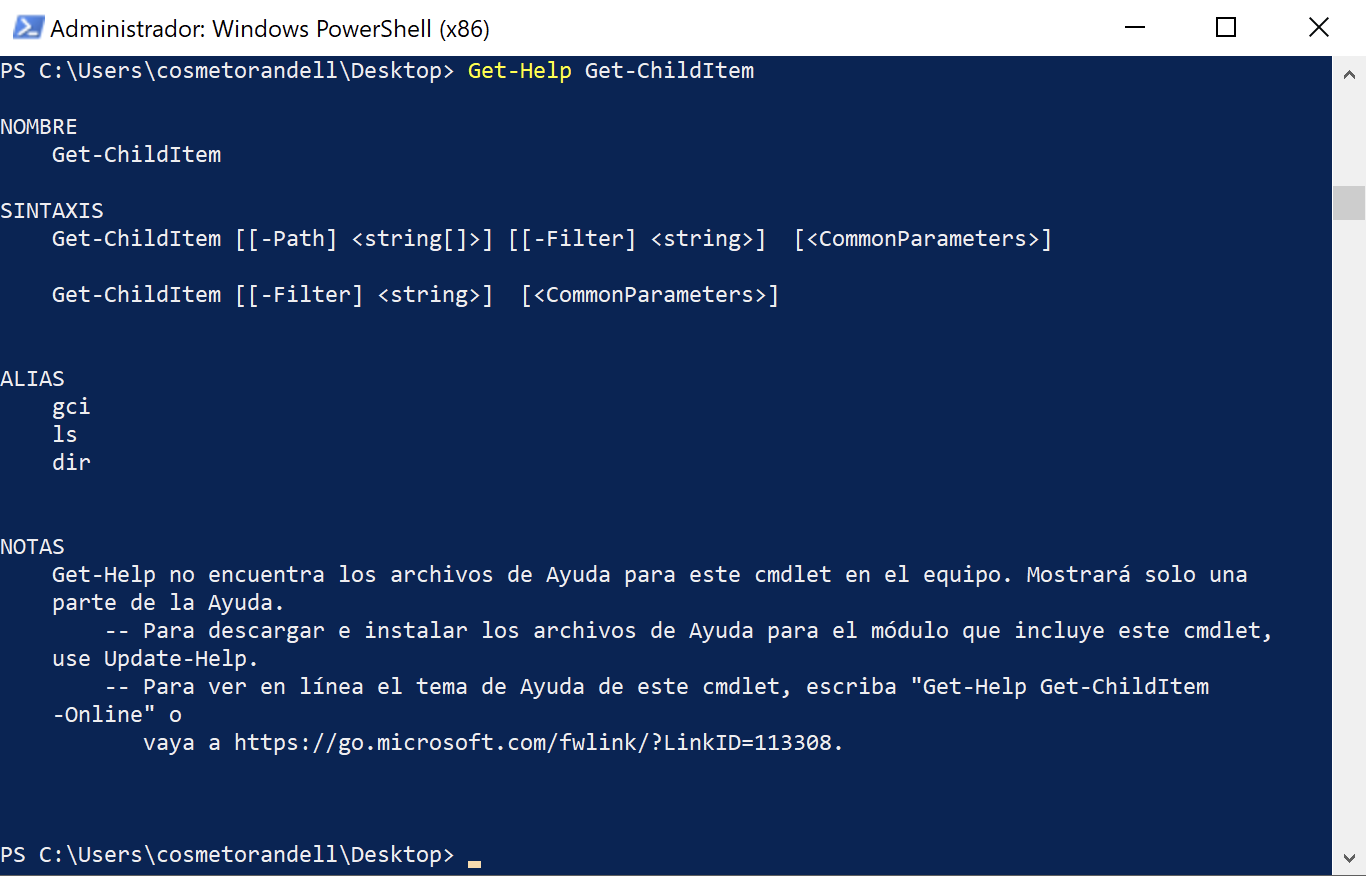 Administrador: Windows PowerShell (x86)
PS C:\Users\cosmetorandell\Desktop> Get-Help Get-ChildItem
NOMBRE
Get-ChildItem
SINTAXIS
Get-ChildItem [[-Path] <string[]>] [[-Filter] <string>]  [<CommonParameters>]
Get-ChildItem [[-Filter] <string>]  [<CommonParameters>]
ALIAS
gci
ls
dir
NOTAS
Get-Help no encuentra los archivos de Ayuda para este cmdlet en el equipo. Mostrará solo una
parte de la Ayuda.
-- Para descargar e instalar los archivos de Ayuda para el módulo que incluye este cmdlet,
use Update-Help.
-- Para ver en línea el tema de Ayuda de este cmdlet, escriba "Get-Help Get-ChildItem
-Online" o
vaya a https://go.microsoft.com/fwlink/?LinkID=113308.
PS C:\Users\cosmetorandell\Desktop>